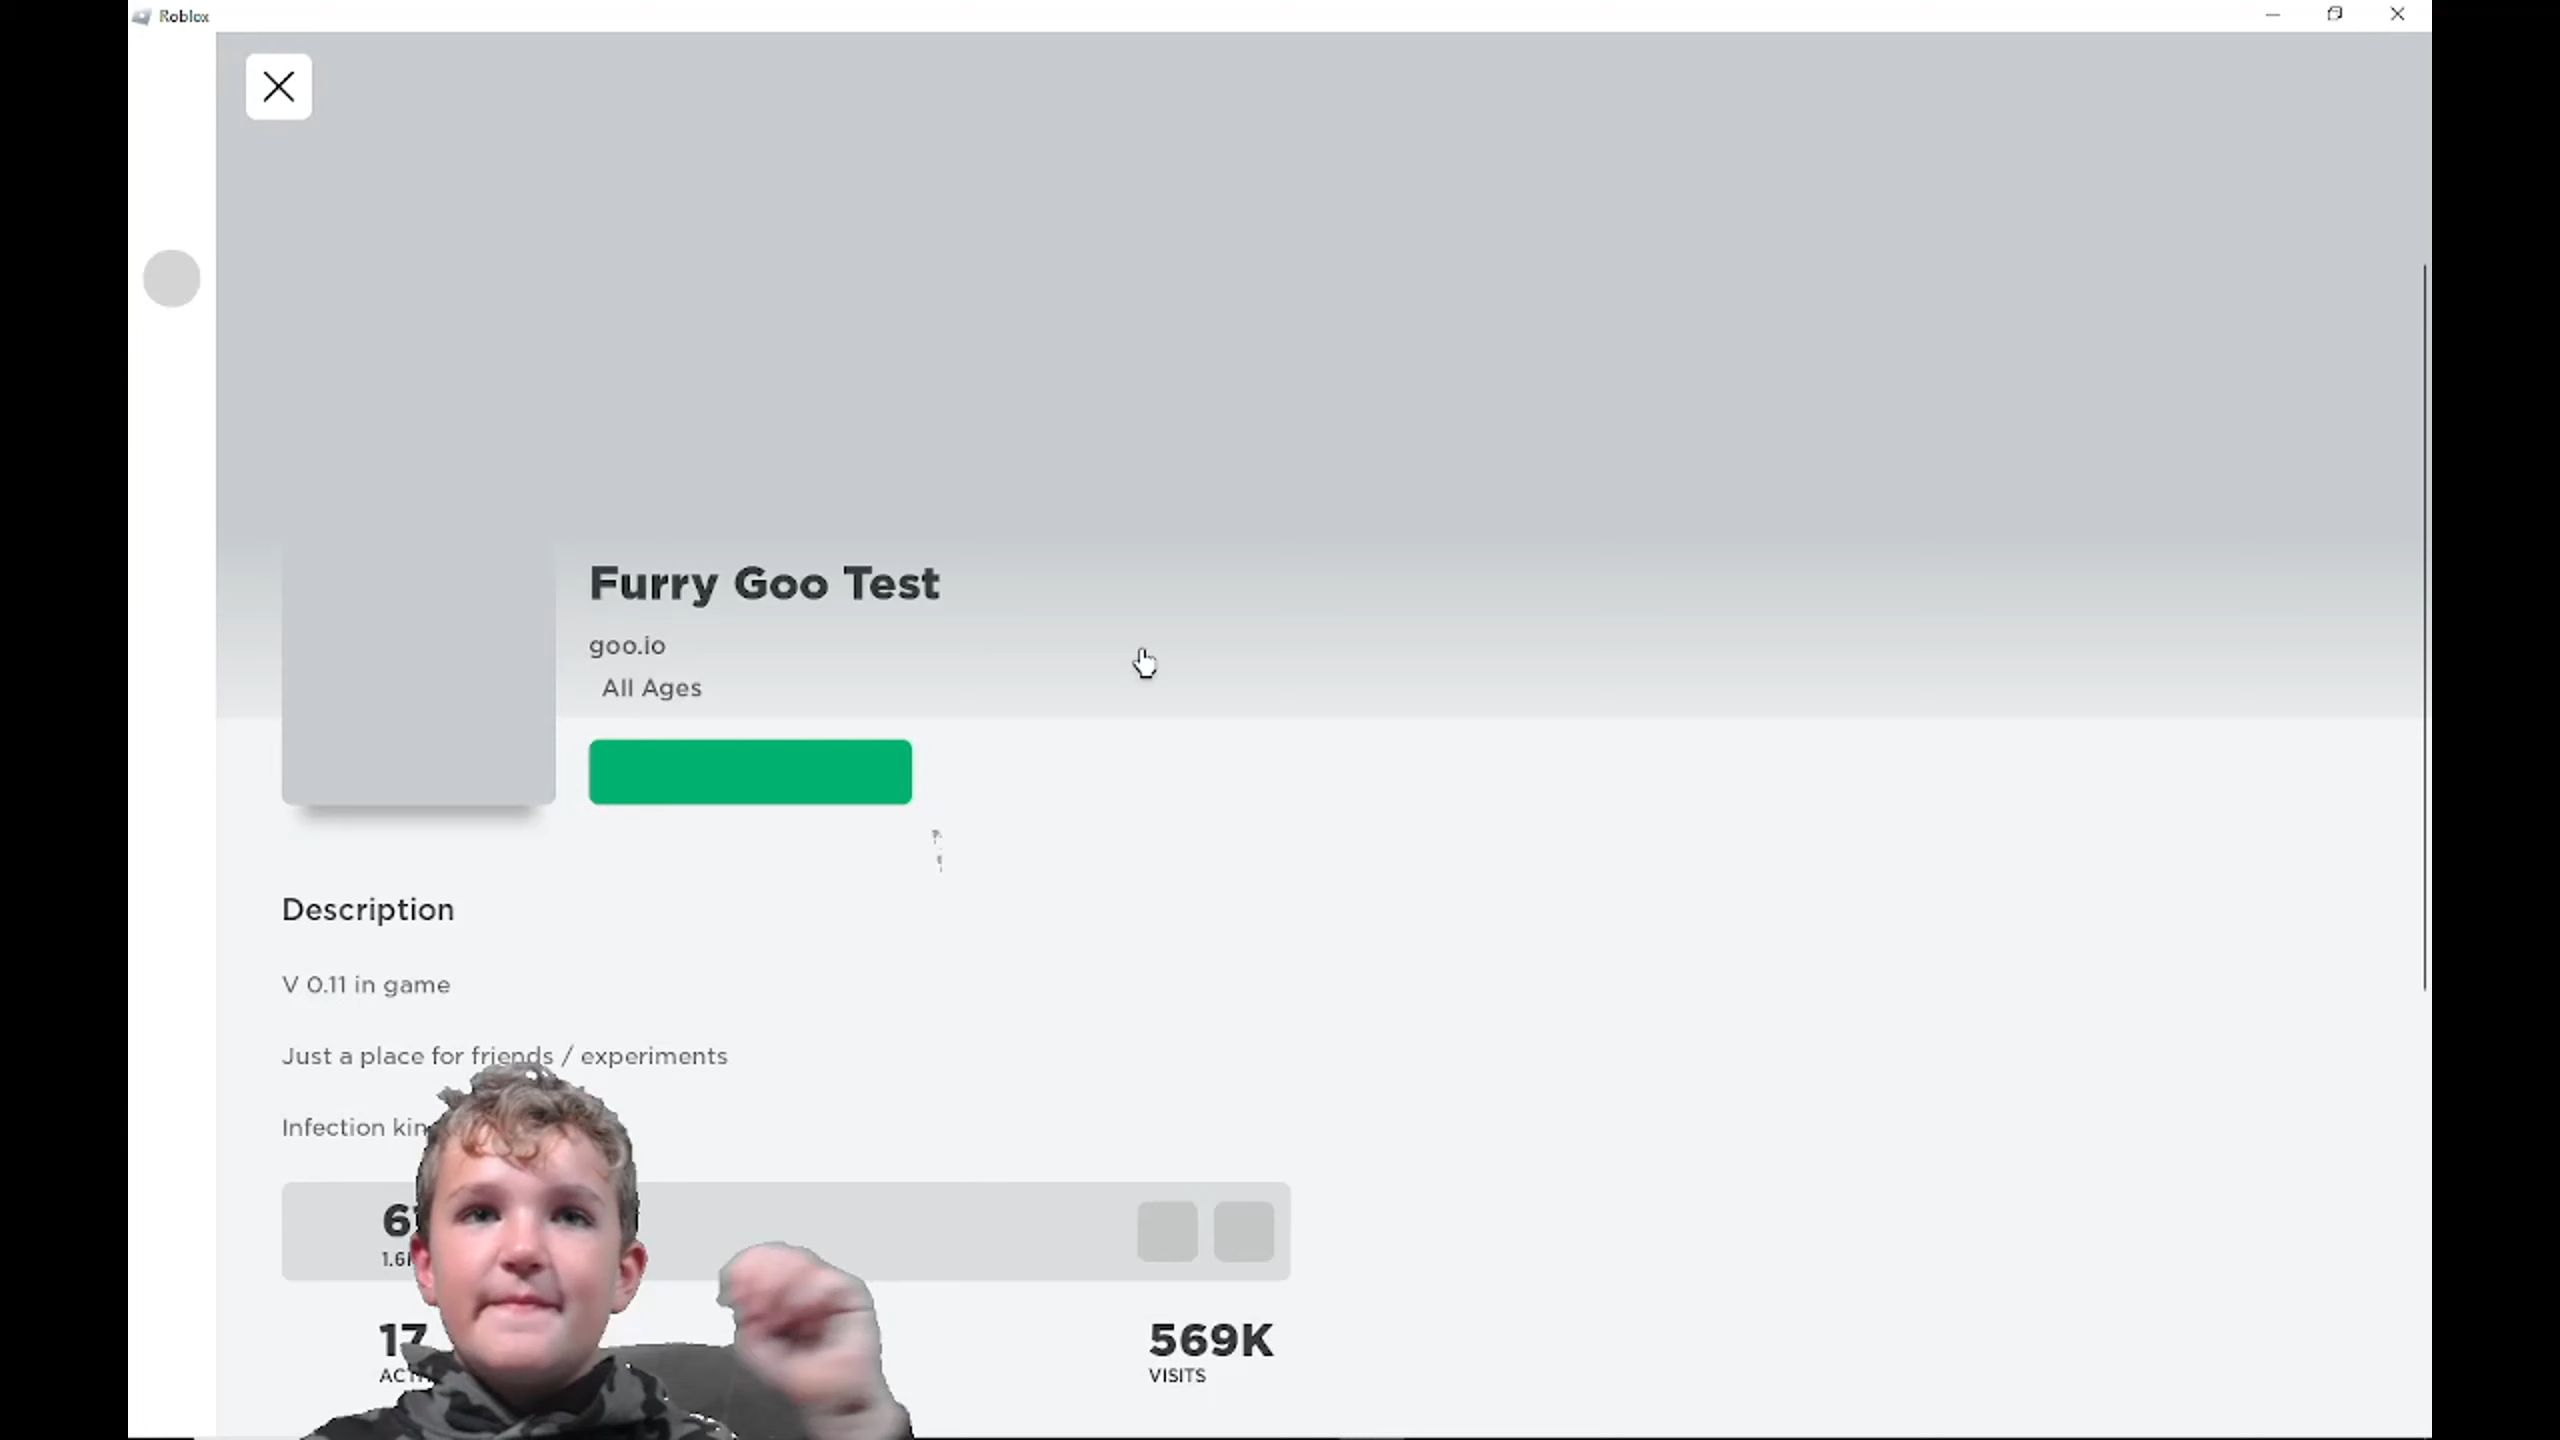 Roblox
Furry Goo Test
goo.io
All Ages
Description
V 0.11 in game
Just a place for friends / experiments
Infection
569K
VISITS